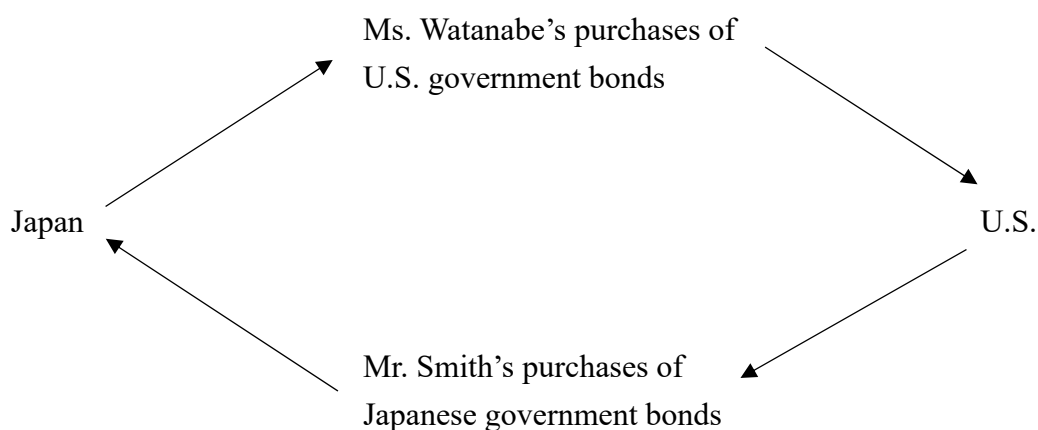 Ms. Watanabe’s purchases of
U.S. government bonds
Japan
U.S.
Mr. Smith’s purchases of
Japanese government bonds